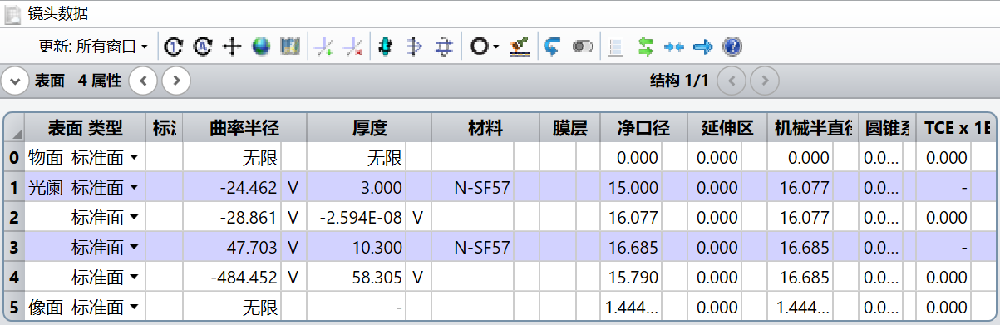 镜头数据
更新: 所有窗口
表面 4 属性 结构 1/1
表面 类型 标注 曲率半径 厚度 材料 膜层 净口径 延伸区 机械半直径 圆锥系 TCE x 1E
0 物面 标准面 无限 无限 0.000 0.000 0.000 0.0... 0.000
1 光阑 标准面 -24.462 V 3.000 N-SF57 15.000 0.000 16.077 0.0... -
2 标准面 -28.861 V -2.594E-08 V 16.077 0.000 16.077 0.0... 0.000
3 标准面 47.703 V 10.300 N-SF57 16.685 0.000 16.685 0.0... -
4 标准面 -484.452 V 58.305 V 15.790 0.000 16.685 0.0... 0.000
5 像面 标准面 无限 - 1.444... 0.000 1.444... 0.0... 0.000